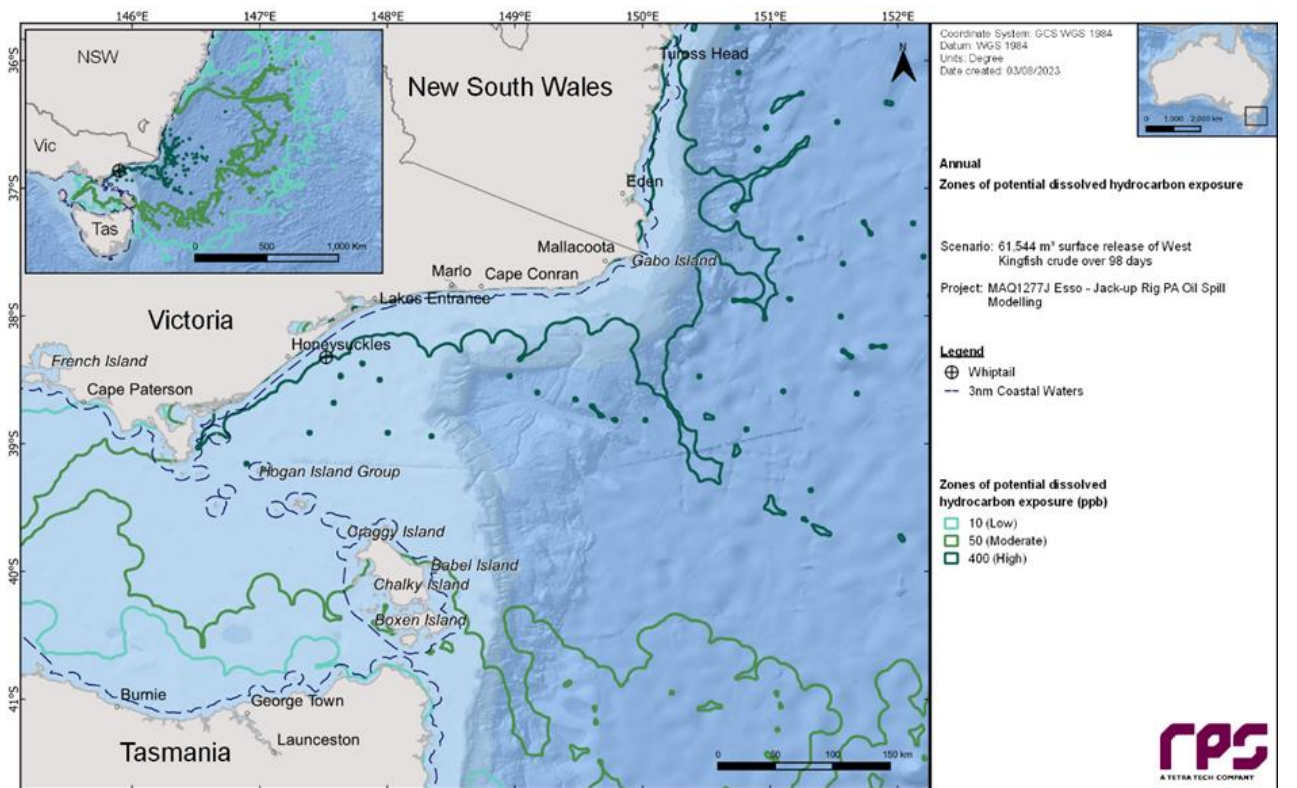 146°E
147°E
148°E
149°E
150°E
151°E
152°E
36°S
37°S
38°S
39°S
40°S
41°S
NSW
Vic
Tas
0 500 1,000 Km
New South Wales
Tuross Head
N
Eden
Mallacoota
Gabo Island
Marlo
Cape Conran
Lakes Entrance
Victoria
Honeysuckles
French Island
Cape Paterson
Hogan Island Group
Craggy Island
Babel Island
Chalky Island
Boxen Island
Burnie
George Town
Launceston
Tasmania
0 50 100 150 km
Coordinate System: GCS WGS 1984
Datum: WGS 1984
Units: Degree
Date created: 03/08/2023
0 1,000 2,000 km
Annual
Zones of potential dissolved hydrocarbon exposure
Scenario: 61,544 m³ surface release of West
Kingfish crude over 98 days
Project: MAQ1277J Esso - Jack-up Rig PA Oil Spill
Modelling
Legend
Whiptail
3nm Coastal Waters
Zones of potential dissolved
hydrocarbon exposure (ppb)
10 (Low)
50 (Moderate)
400 (High)
rps
A TETRA TECH COMPANY